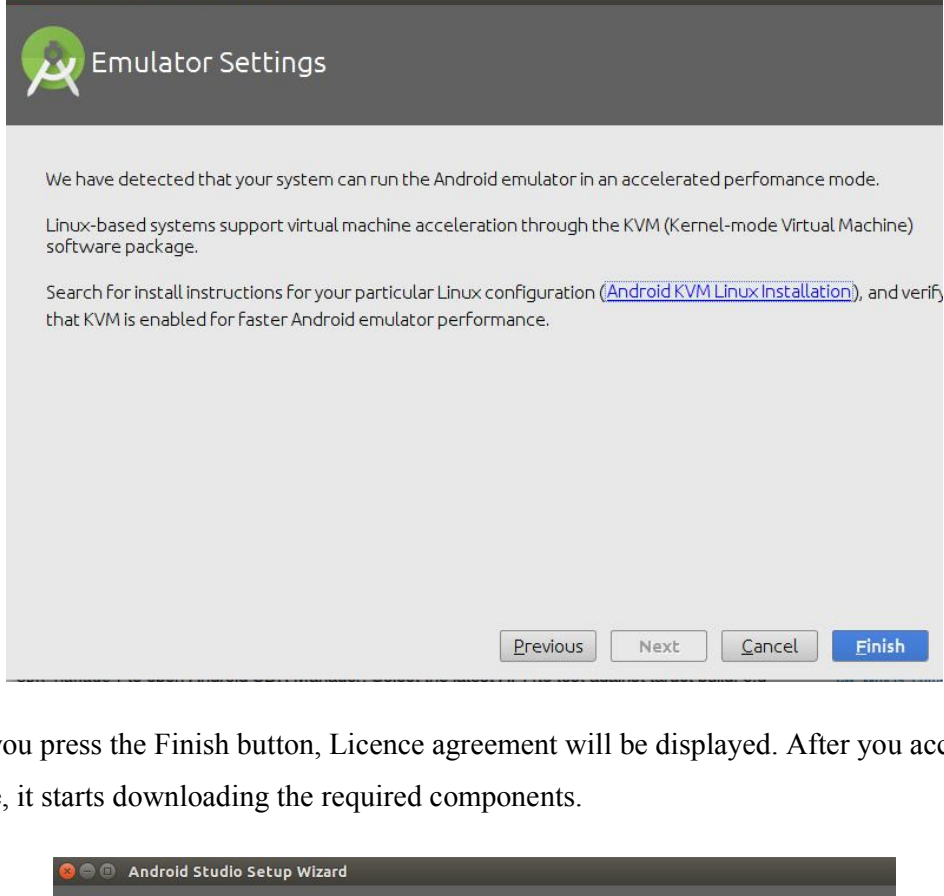 Emulator Settings
We have detected that your system can run the Android emulator in an accelerated perfomance mode.
Linux-based systems support virtual machine acceleration through the KVM (Kernel-mode Virtual Machine)
software package.
Search for install instructions for your particular Linux configuration (Android KVM Linux Installation), and verify
that KVM is enabled for faster Android emulator performance.
Previous Next Cancel Finish
you press the Finish button, Licence agreement will be displayed. After you acc
, it starts downloading the required components.
Android Studio Setup Wizard